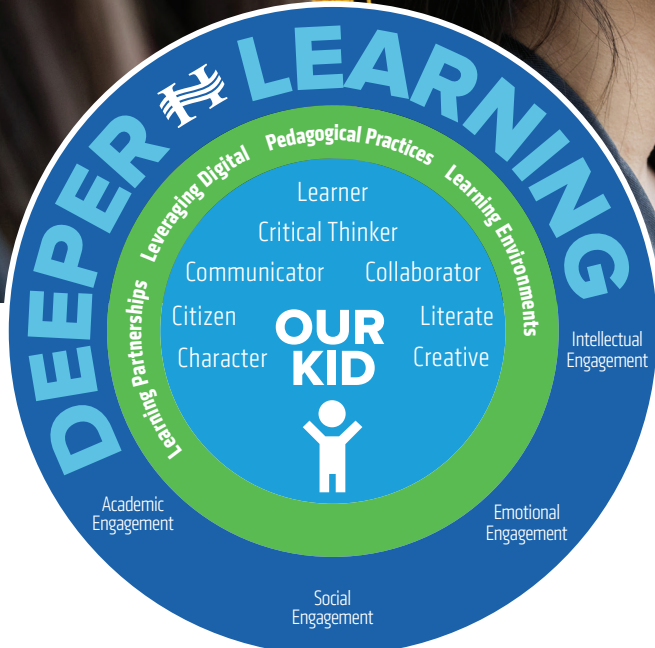 DEEPER LEARNING
Learning Partnerships
Leveraging Digital
Pedagogical Practices
Learning Environments
Learner
Critical Thinker
Communicator
Collaborator
Citizen
OUR
KID
Literate
Character
Creative
Intellectual
Engagement
Academic
Engagement
Emotional
Engagement
Social
Engagement